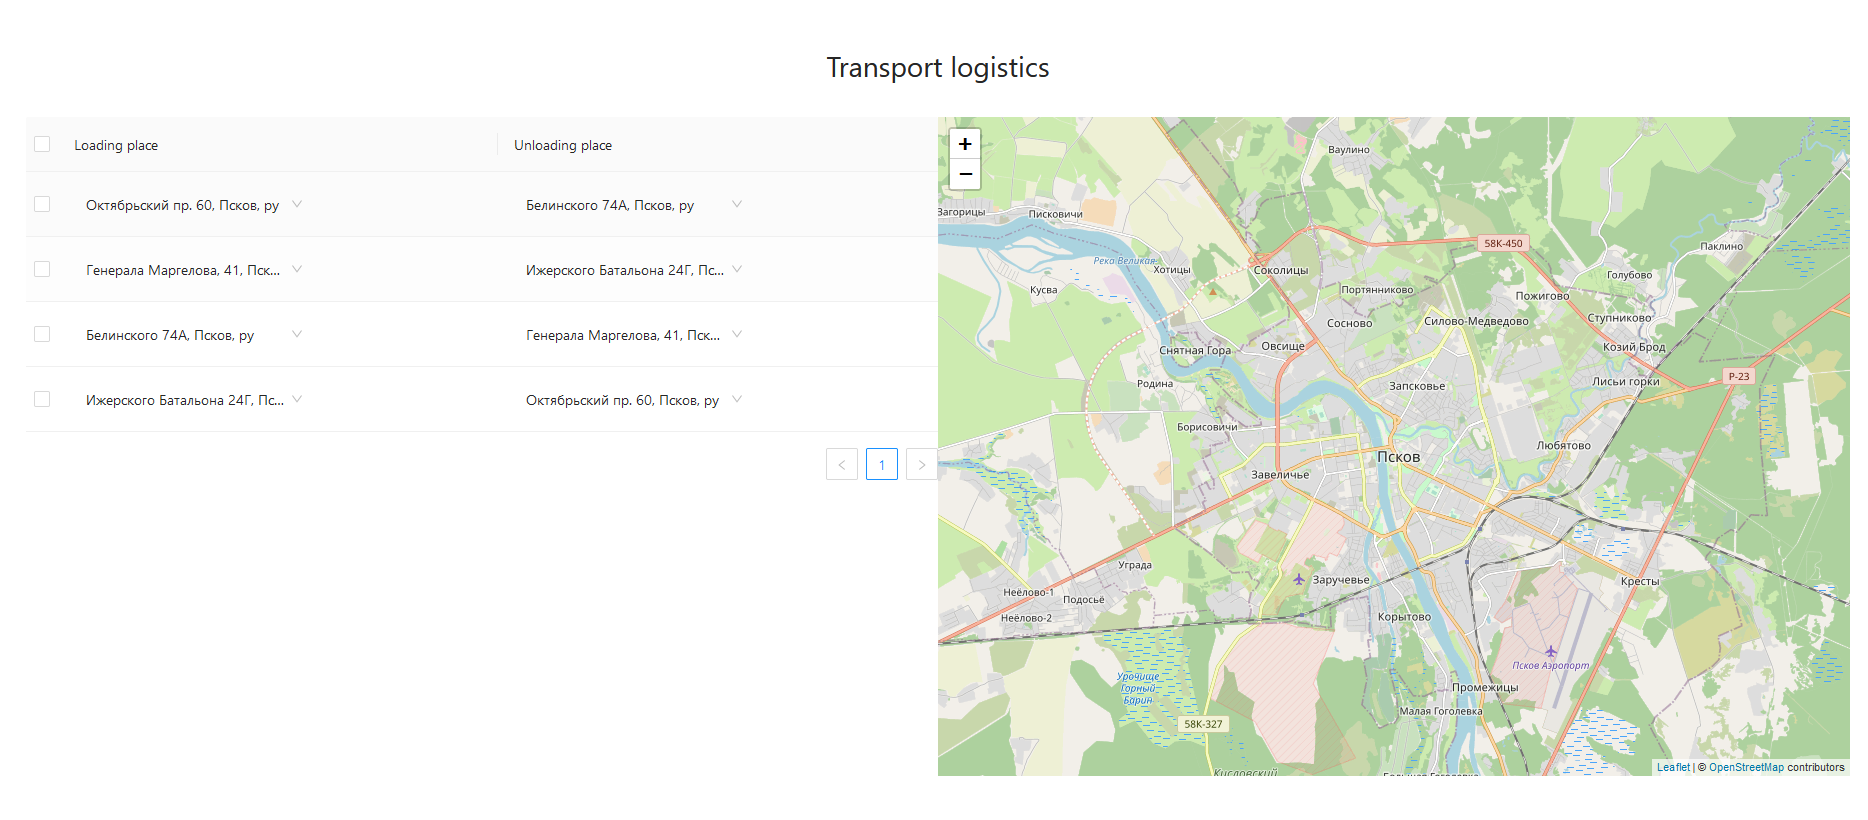 Transport logistics
Loading place
Unloading place
Октябрьский пр. 60, Псков, ру
Белинского 74А, Псков, ру
Генерала Маргелова, 41, Пск...
Ижерского Батальона 24Г, Пс...
Белинского 74А, Псков, ру
Генерала Маргелова, 41, Пск...
Ижерского Батальона 24Г, Пс...
Октябрьский пр. 60, Псков, ру
1
+
−
Ваулино
Загорицы
Писковичи
58К-450
Паклино
Река Великая
Хотицы
Соколицы
Голубово
Кусва
Портянниково
Пожигово
Сосново
Силово-Медведово
Ступниково
Снятная Гора
Овсище
Козий Брод
Родина
Запсковье
Лисьи горки
Р-23
Борисовичи
Любятово
Псков
Завеличье
Уграда
Заручевье
Кресты
Неёлово-1
Подосьё
Неёлово-2
Корытово
Псков Аэропорт
Урочище
Горный
Барин
Промежицы
Малая Гоголевка
58К-327
Кисловский
Большая Гоголевка
Leaflet | © OpenStreetMap contributors